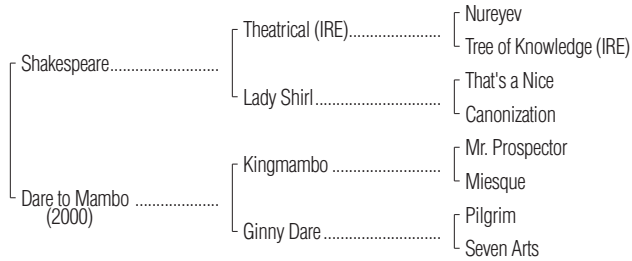 Nureyev
Theatrical (IRE)....................
Tree of Knowledge (IRE)
Shakespeare........................
That's a Nice
Lady Shirl............................
Canonization
Mr. Prospector
Kingmambo ........................
Miesque
Dare to Mambo ..................
(2000)
Pilgrim
Ginny Dare..........................
Seven Arts